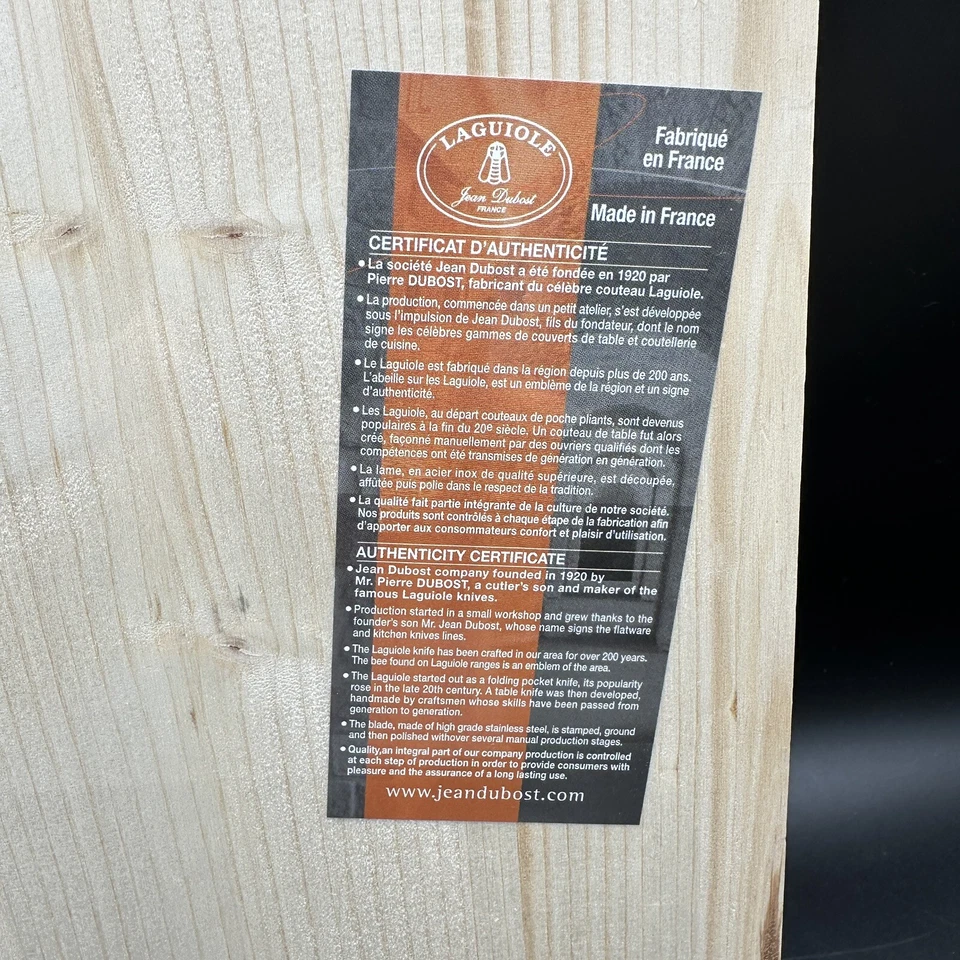 LAGUIOLE
Jean Dubost
FRANCE
Fabriqué
en France
Made in France
CERTIFICAT D'AUTHENTICITÉ
• La société Jean Dubost a été fondée en 1920 par
Pierre DUBOST, fabricant du célèbre couteau Laguiole.
• La production, commencée dans un petit atelier, s'est développée
sous l'impulsion de Jean Dubost, fils du fondateur, dont le nom
signe les célèbres gammes de couverts de table et coutellerie
de cuisine.
• Le Laguiole est fabriqué dans la région depuis plus de 200 ans.
L'abeille sur les Laguiole, est un emblème de la région et un signe
d'authenticité.
• Les Laguiole, au départ couteaux de poche pliants, sont devenus
populaires à la fin du 20e siècle. Un couteau de table fut alors
créé, façonné manuellement par des ouvriers qualifiés dont les
compétences ont été transmises de génération en génération.
• La lame, en acier inox de qualité supérieure, est découpée,
affûtée puis polie dans le respect de la tradition.
• La qualité fait partie intégrante de la culture de notre société.
Nos produits sont contrôlés à chaque étape de la fabrication afin
d'apporter aux consommateurs confort et plaisir d'utilisation.
AUTHENTICITY CERTIFICATE
• Jean Dubost company founded in 1920 by
Mr. Pierre DUBOST, a cutler's son and maker of the
famous Laguiole knives.
• Production started in a small workshop and grew thanks to the
founder's son Mr. Jean Dubost, whose name signs the flatware
and kitchen knives lines.
• The Laguiole knife has been crafted in our area for over 200 years.
The bee found on Laguiole ranges is an emblem of the area.
• The Laguiole started out as a folding pocket knife, its popularity
rose in the late 20th century. A table knife was then developed,
handmade by craftsmen whose skills have been passed from
generation to generation.
• The blade, made of high grade stainless steel, is stamped, ground
and then polished withover several manual production stages.
• Quality,an integral part of our company production is controlled
at each step of production in order to provide consumers with
pleasure and the assurance of a long lasting use.
www.jeandubost.com